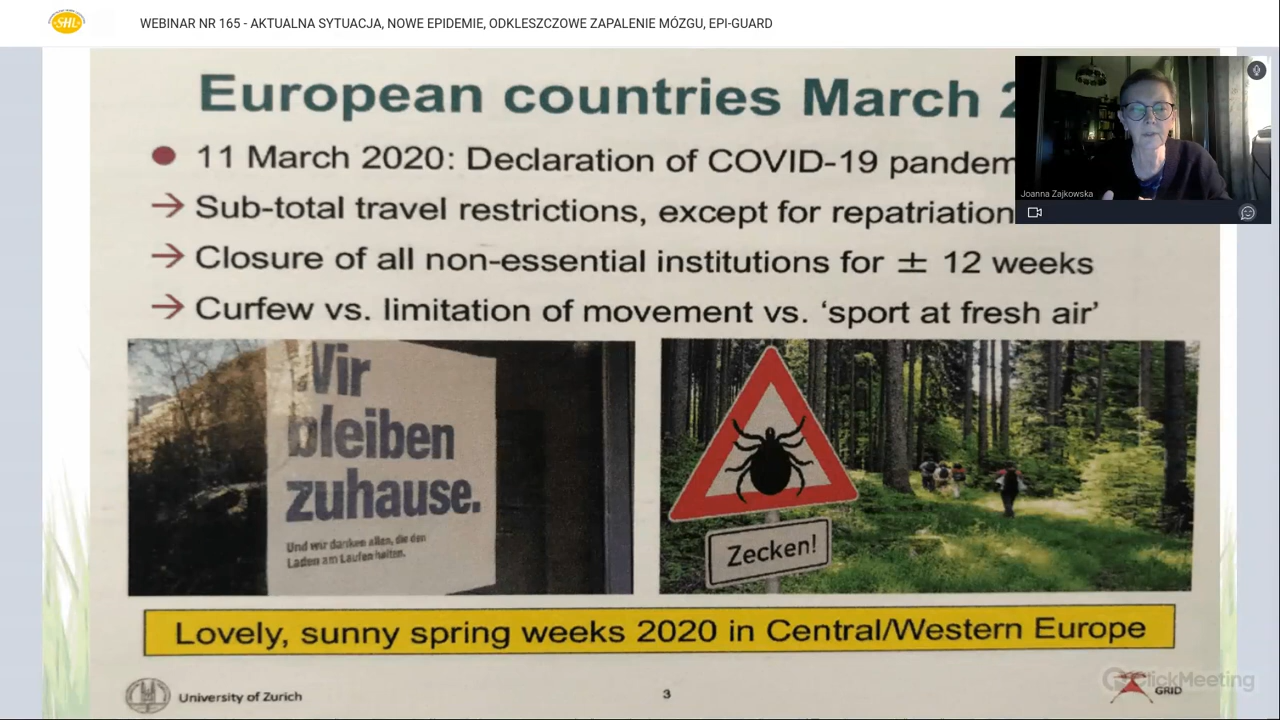 SHL
WEBINAR NR 165 - AKTUALNA SYTUACJA, NOWE EPIDEMIE, ODKLESZCZOWE ZAPALENIE MÓZGU, EPI-GUARD
European countries March 2
11 March 2020: Declaration of COVID-19 pandem
→ Sub-total travel restrictions, except for repatriation
→ Closure of all non-essential institutions for ± 12 weeks
→ Curfew vs. limitation of movement vs. ‘sport at fresh air’
Joanna Zajkowska
Wir
bleiben
zuhause.
Und wir danken allen, die den
Laden am Laufen halten.
Zecken!
Lovely, sunny spring weeks 2020 in Central/Western Europe
University of Zurich
3
ClickMeeting
GRID